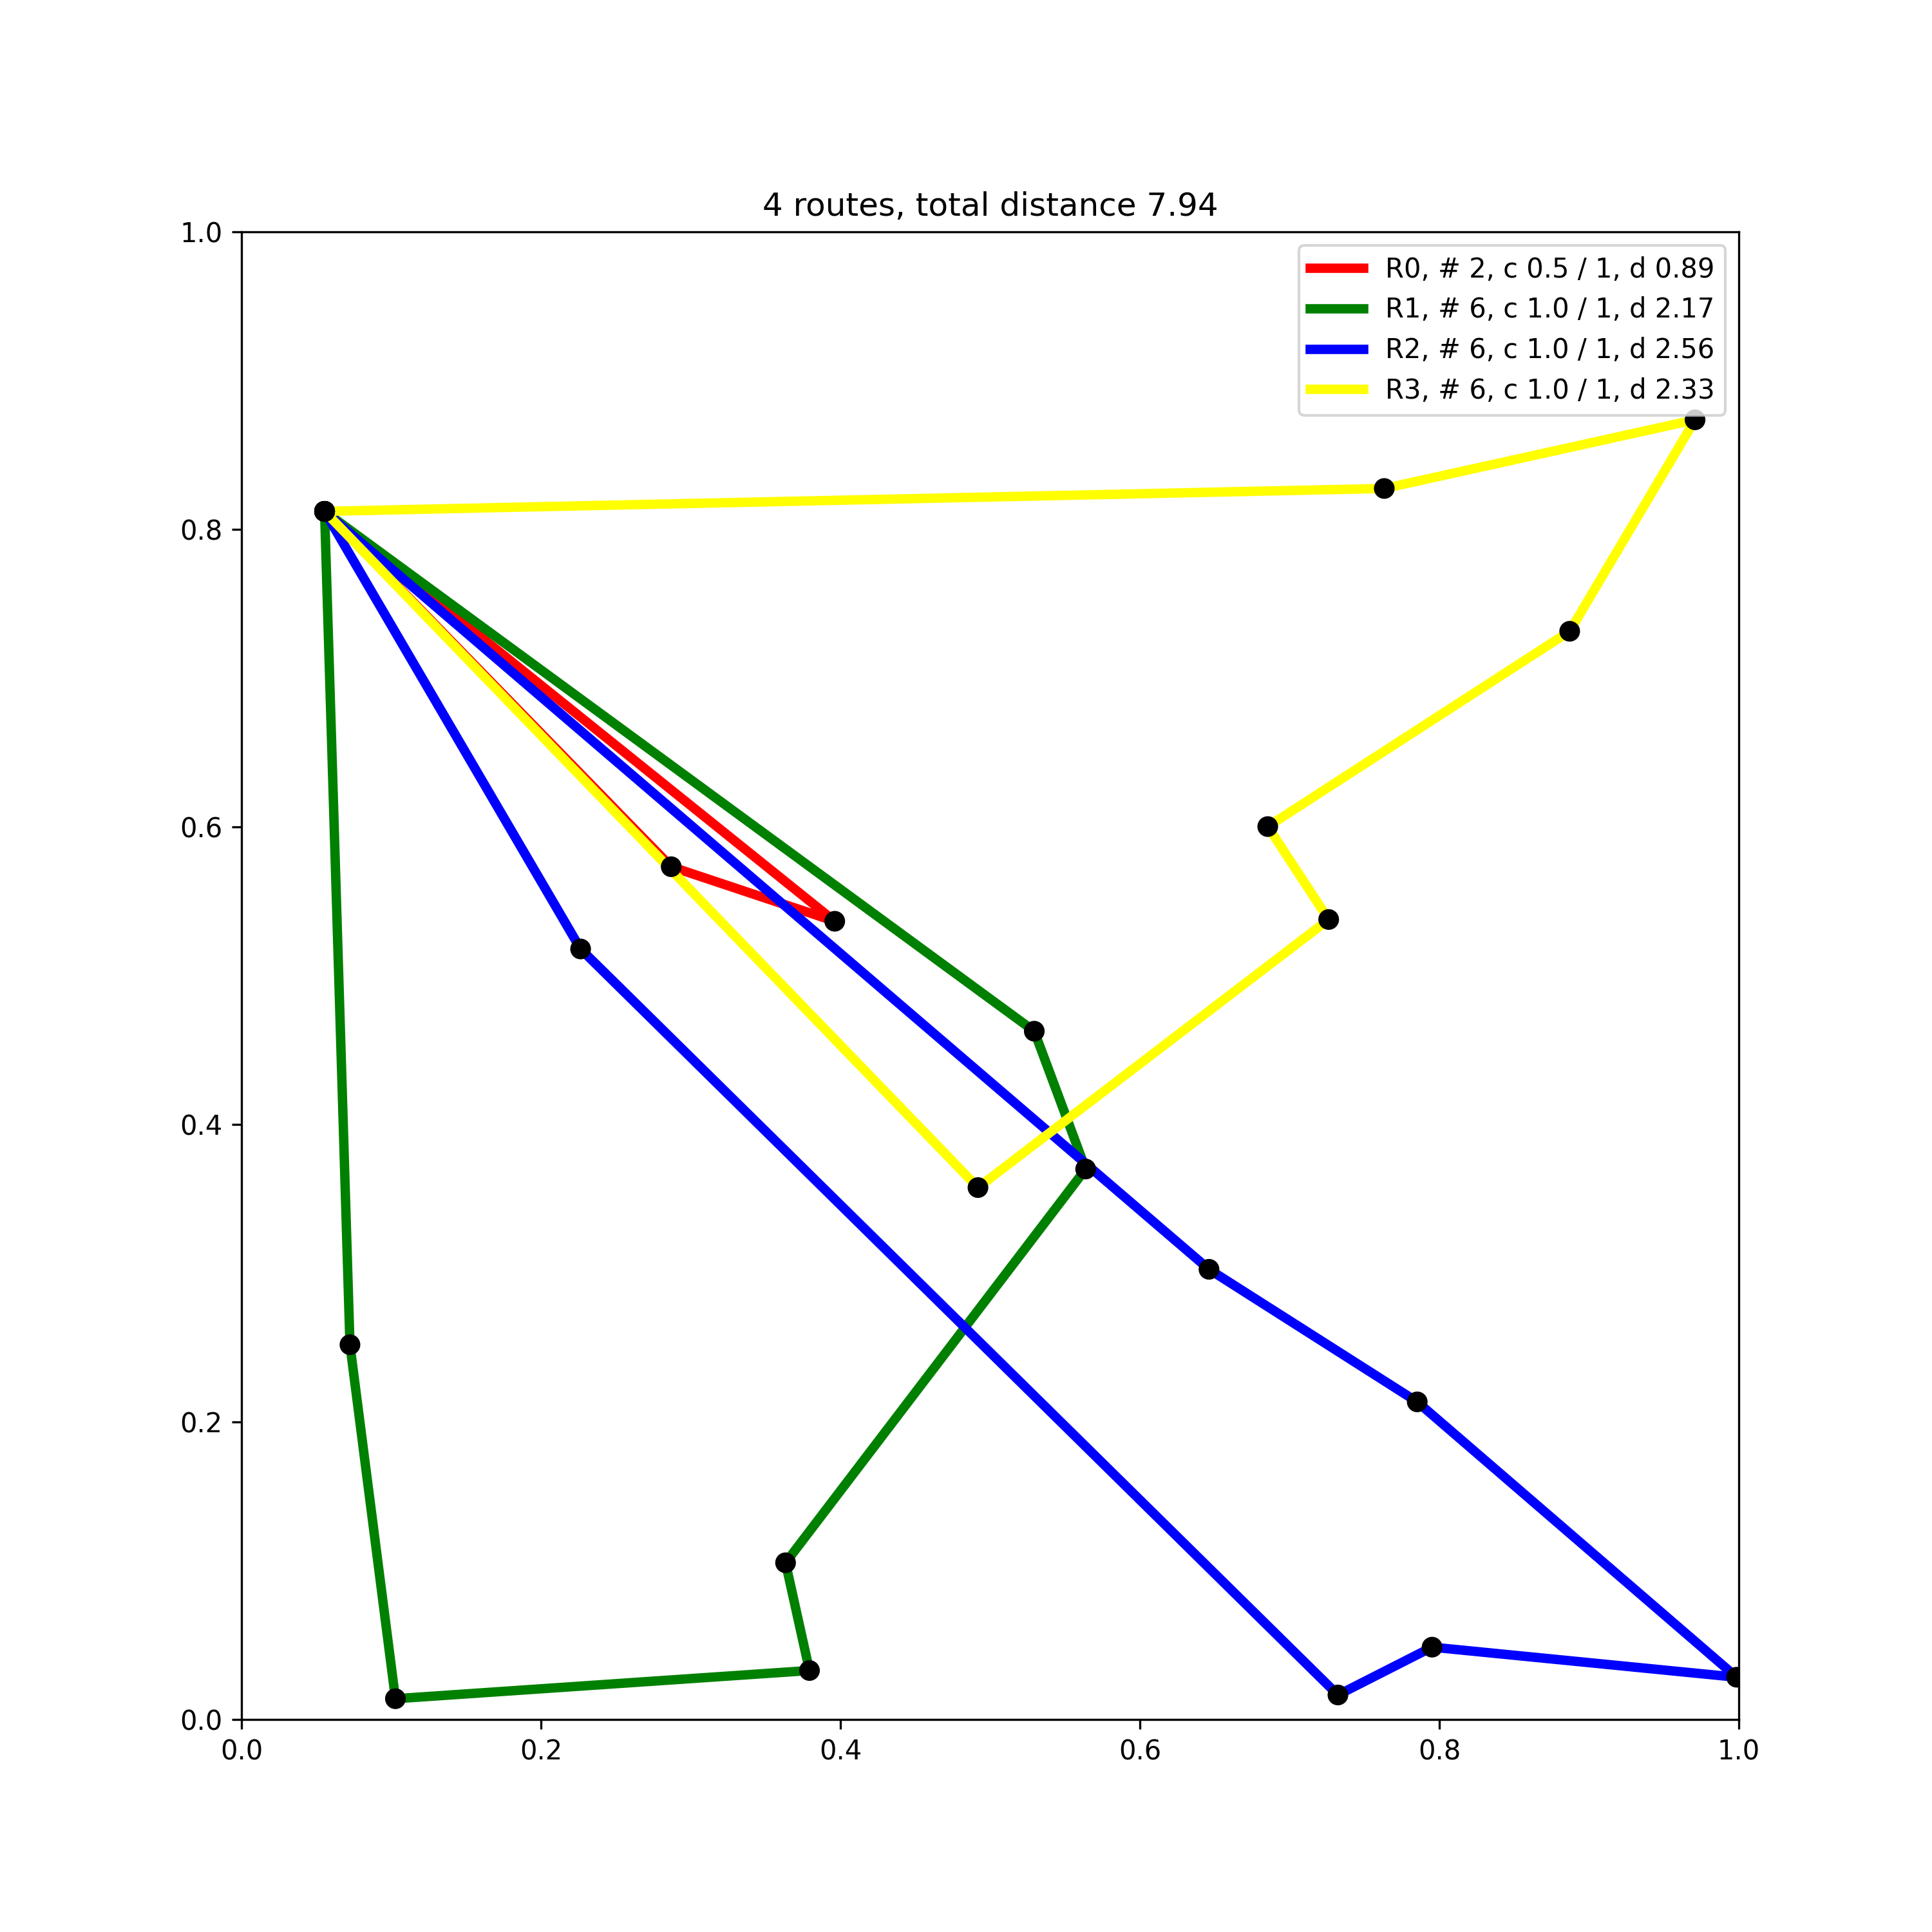 4 routes, total distance 7.94
R0, # 2, c 0.5 / 1, d 0.89
R1, # 6, c 1.0 / 1, d 2.17
R2, # 6, c 1.0 / 1, d 2.56
R3, # 6, c 1.0 / 1, d 2.33
1.0
0.8
0.6
0.4
0.2
0.0
0.0 0.2 0.4 0.6 0.8 1.0